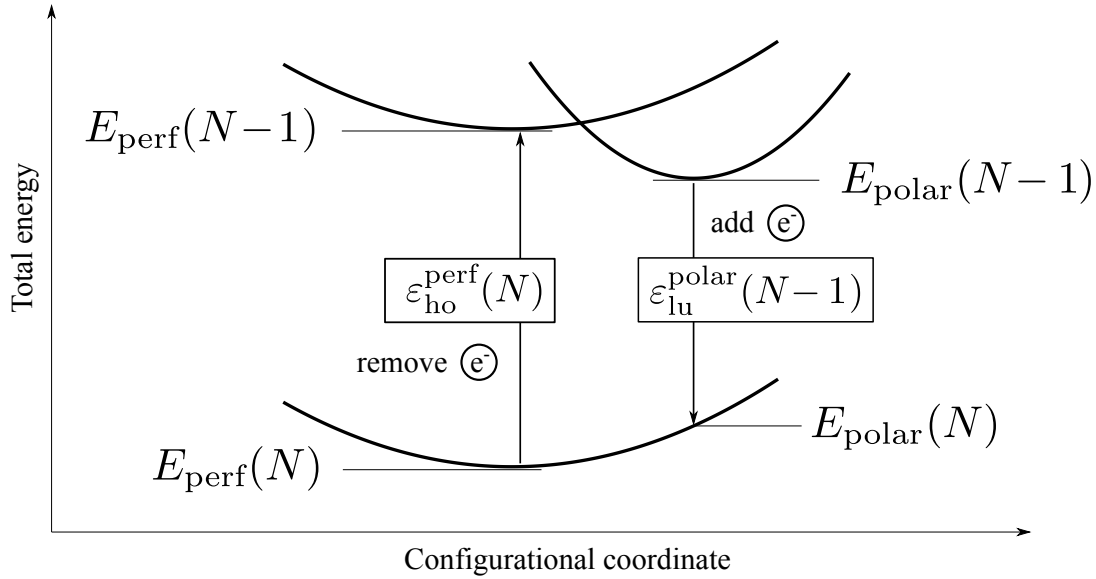 E_perf(N−1)
E_polar(N−1)
add e-
ε_ho^perf(N)
ε_lu^polar(N−1)
remove e-
E_polar(N)
E_perf(N)
Total energy
Configurational coordinate